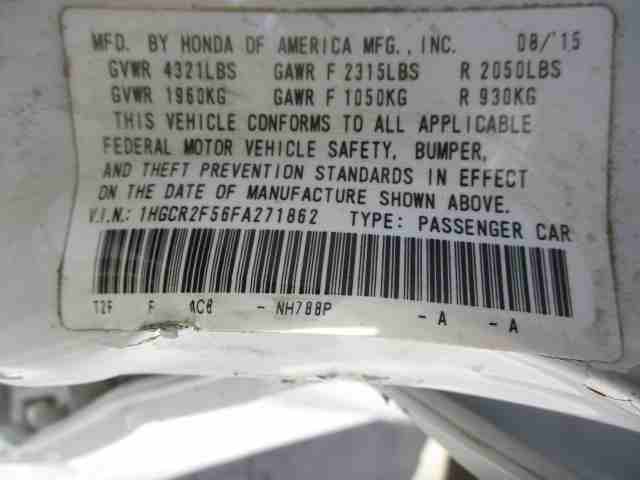 MFD. BY HONDA OF AMERICA MFG., INC. 08/'15
GVWR 4321LBS GAWR F 2315LBS R 2050LBS
GVWR 1960KG GAWR F 1050KG R 930KG
THIS VEHICLE CONFORMS TO ALL APPLICABLE
FEDERAL MOTOR VEHICLE SAFETY, BUMPER,
AND THEFT PREVENTION STANDARDS IN EFFECT
ON THE DATE OF MANUFACTURE SHOWN ABOVE.
V.I.N.: 1HGCR2F56FA271862 TYPE: PASSENGER CAR
T2F F AC8 - NH788P - A - A